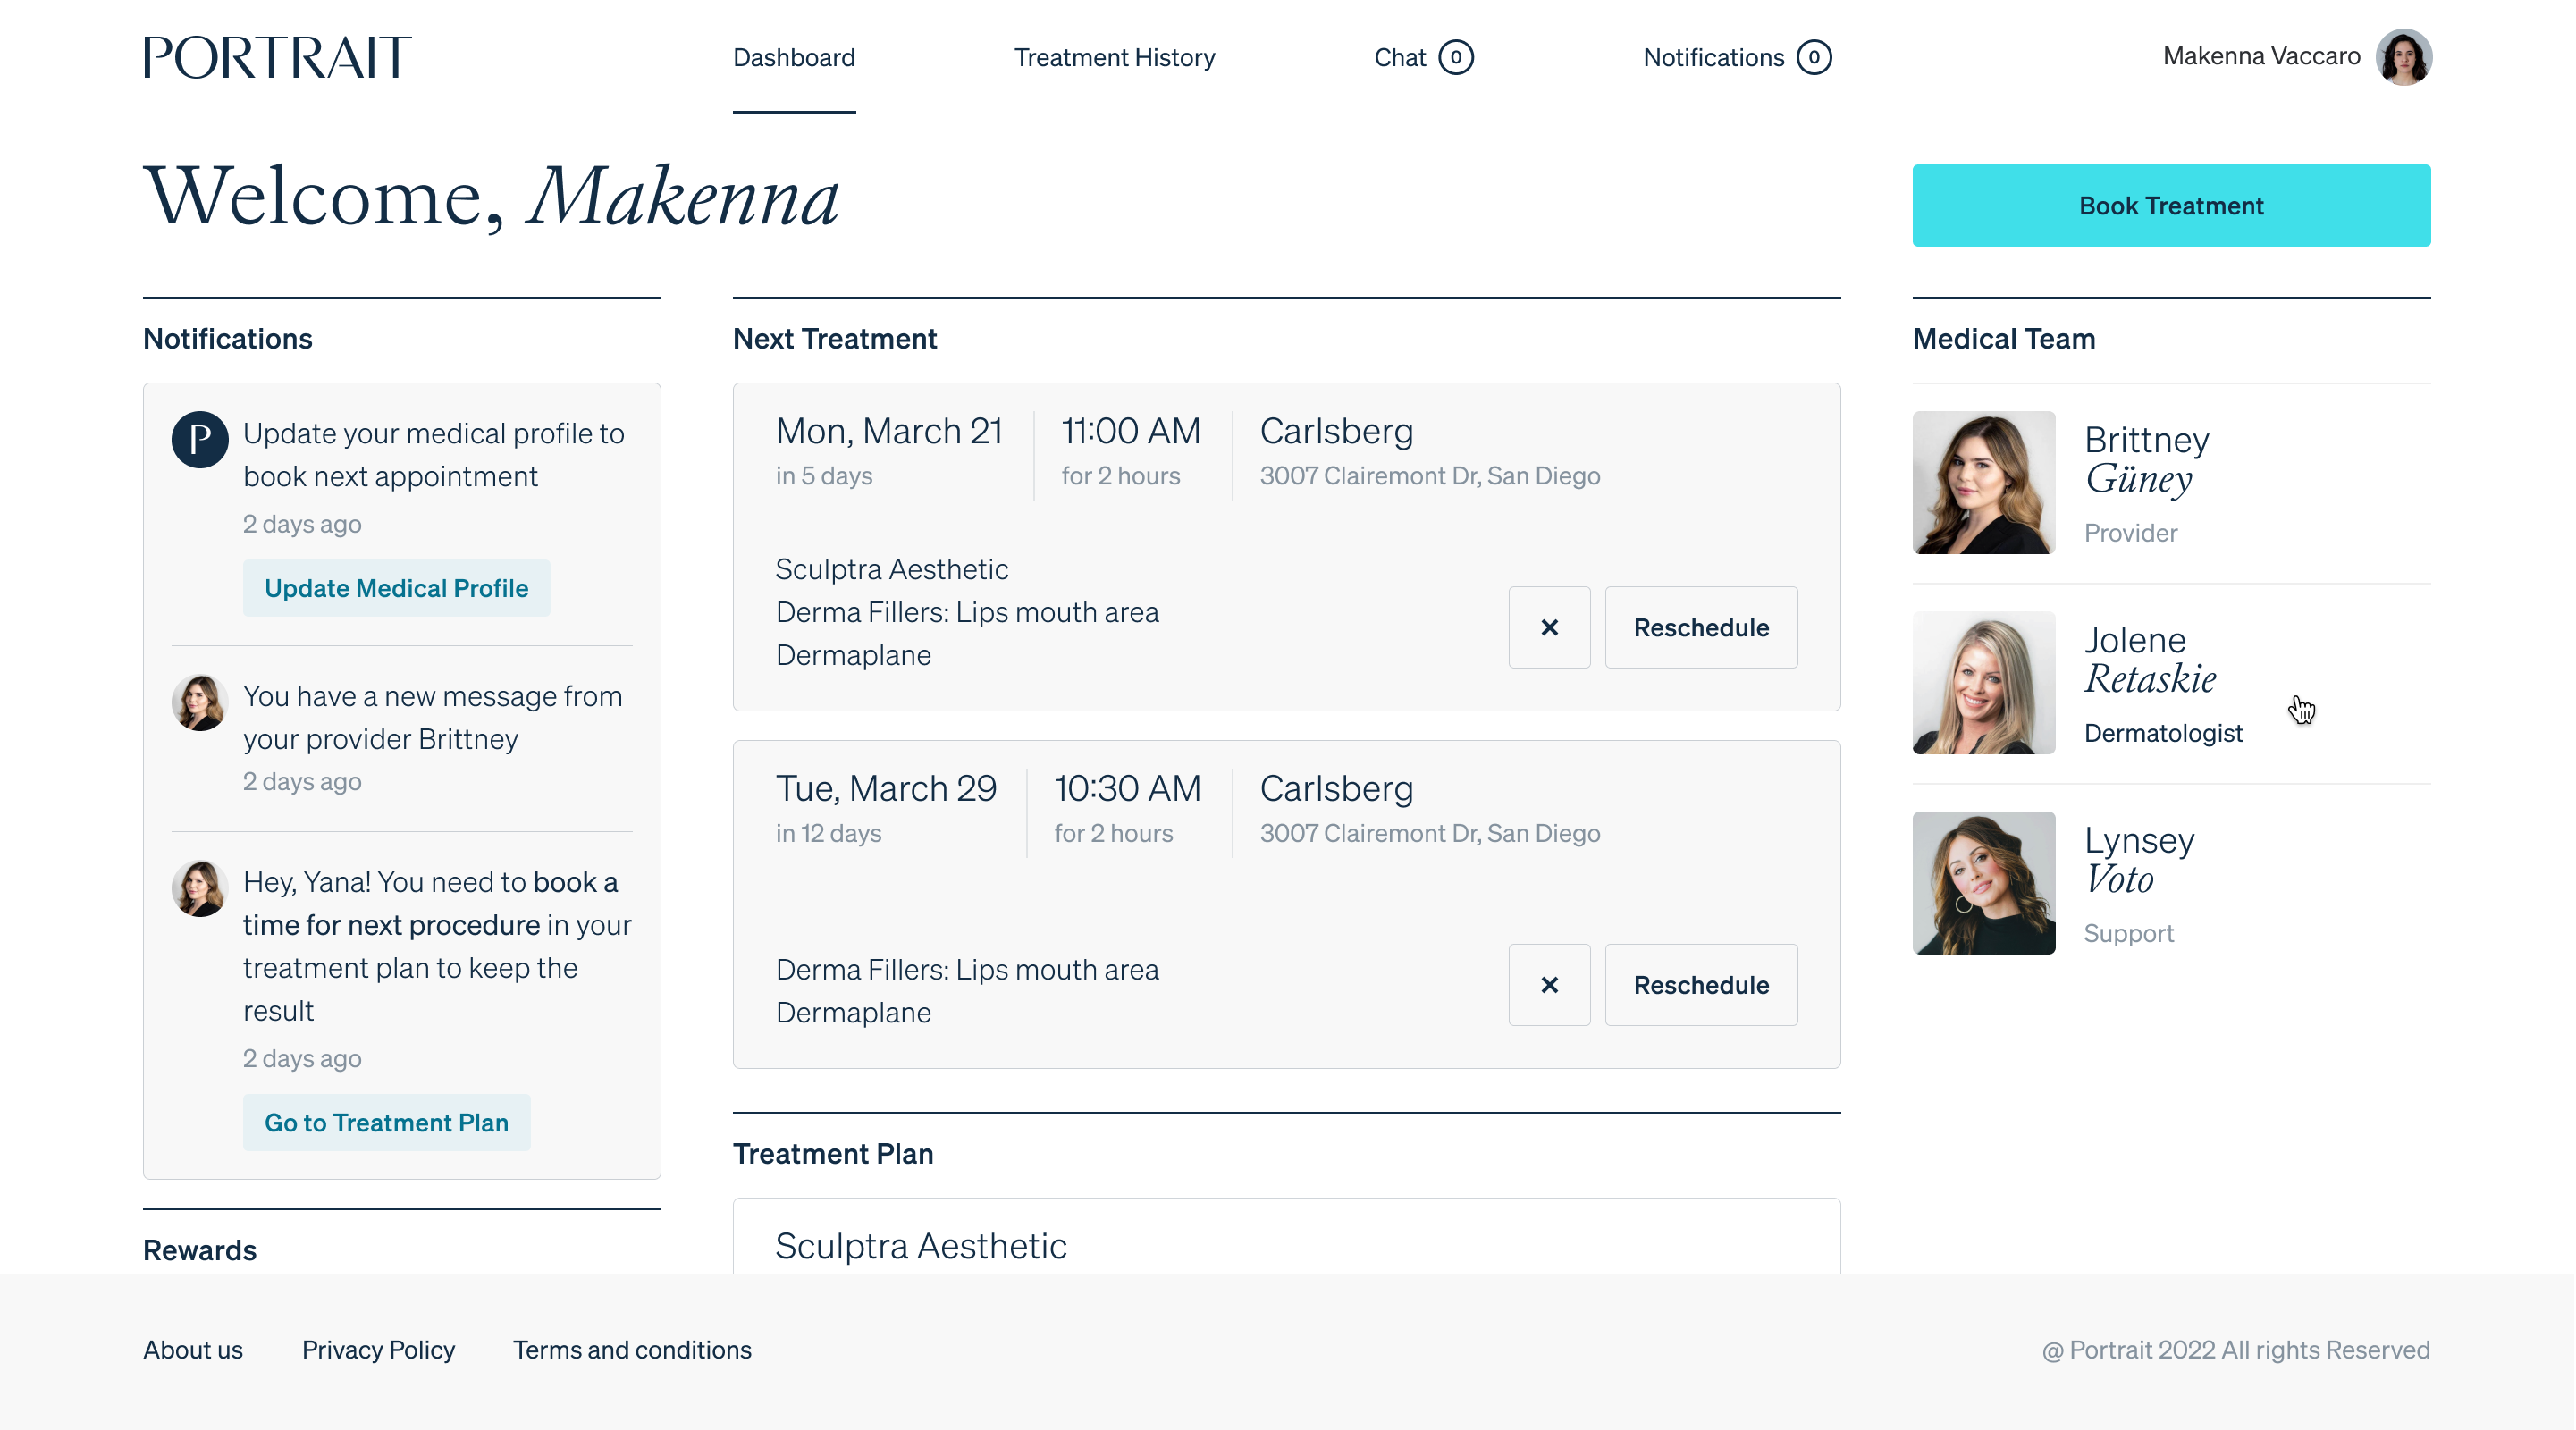 PORTRAIT
Dashboard
Treatment History
Chat 0
Notifications 0
Makenna Vaccaro
Welcome, Makenna
Book Treatment
Notifications
P
Update your medical profile to
book next appointment
2 days ago
Update Medical Profile
You have a new message from
your provider Brittney
2 days ago
Hey, Yana! You need to book a
time for next procedure in your
treatment plan to keep the
result
2 days ago
Go to Treatment Plan
Rewards
Next Treatment
Mon, March 21
in 5 days
11:00 AM
for 2 hours
Carlsberg
3007 Clairemont Dr, San Diego
Sculptra Aesthetic
Derma Fillers: Lips mouth area
Dermaplane
Reschedule
Tue, March 29
in 12 days
10:30 AM
for 2 hours
Carlsberg
3007 Clairemont Dr, San Diego
Derma Fillers: Lips mouth area
Dermaplane
Reschedule
Treatment Plan
Sculptra Aesthetic
Medical Team
Brittney
Güney
Provider
Jolene
Retaskie
Dermatologist
Lynsey
Voto
Support
About us
Privacy Policy
Terms and conditions
@ Portrait 2022 All rights Reserved